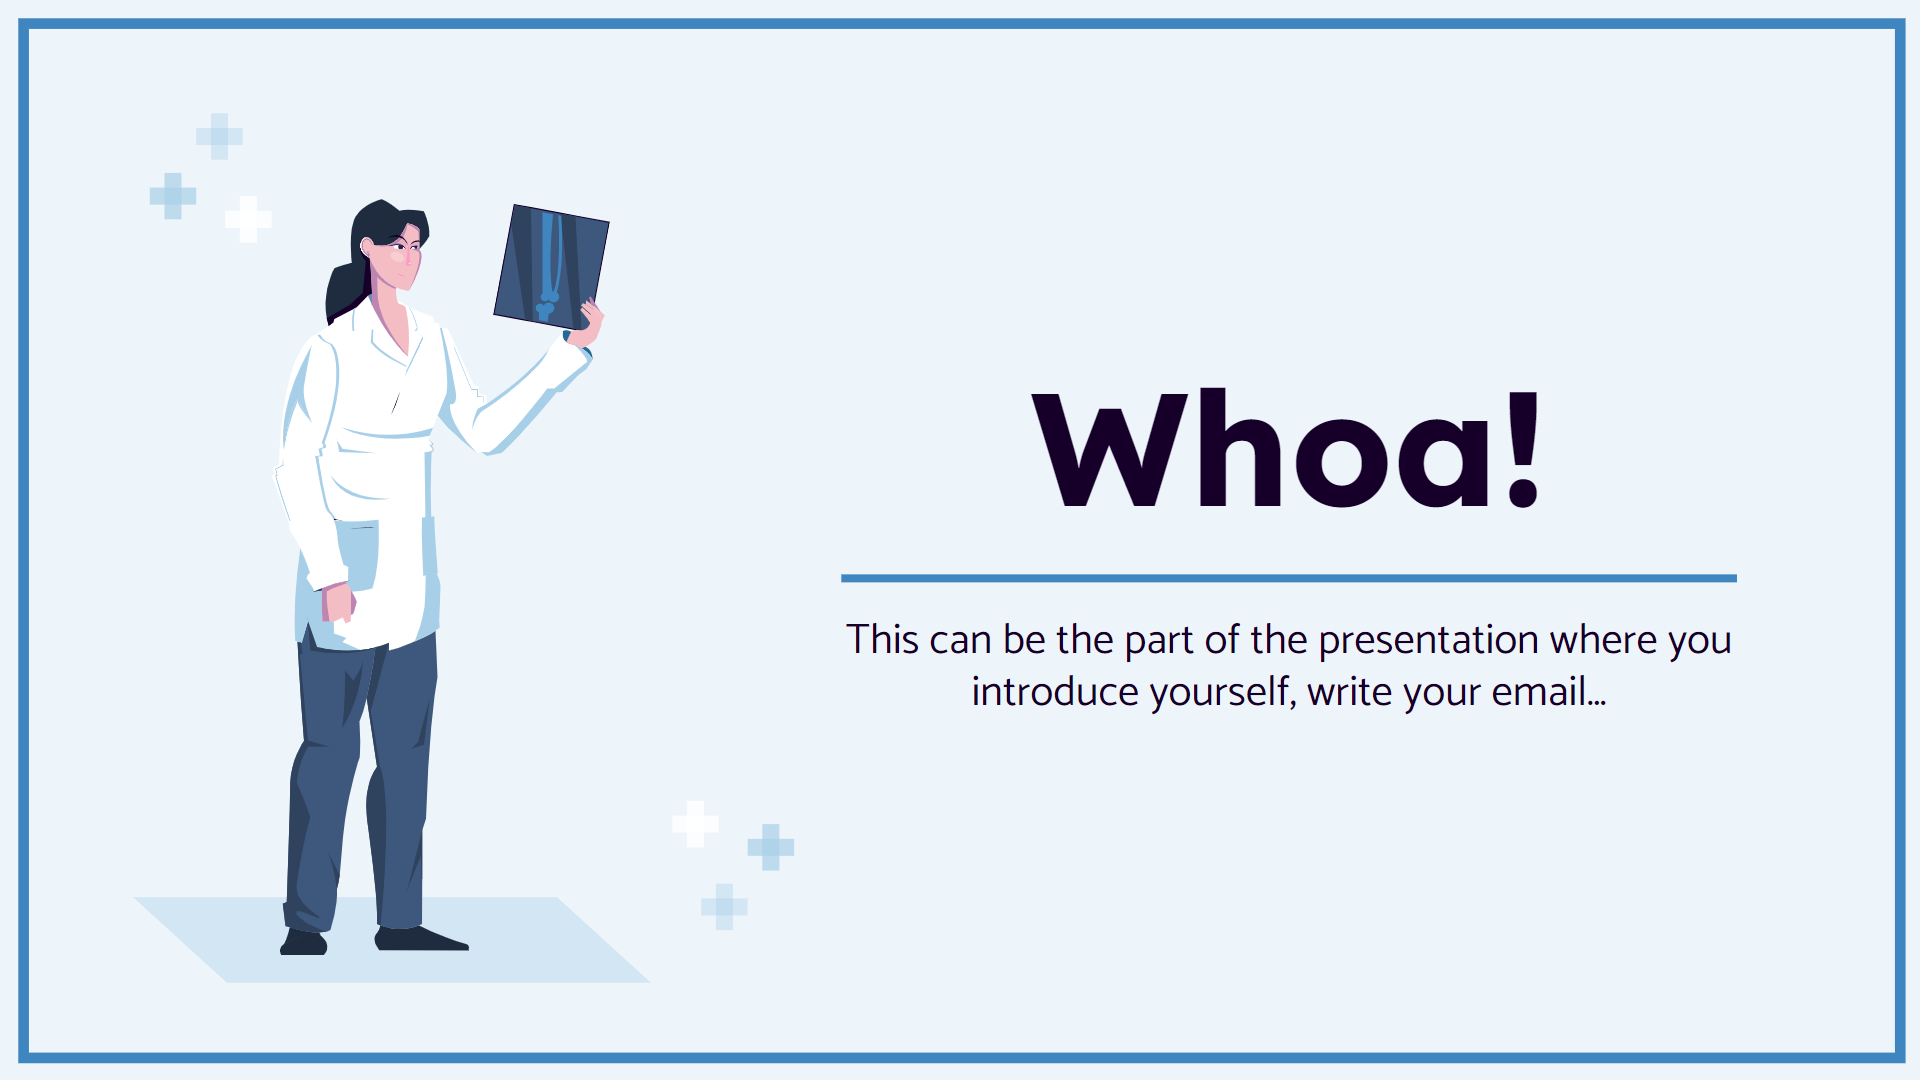 Whoa!
This can be the part of the presentation where you
introduce yourself, write your email…